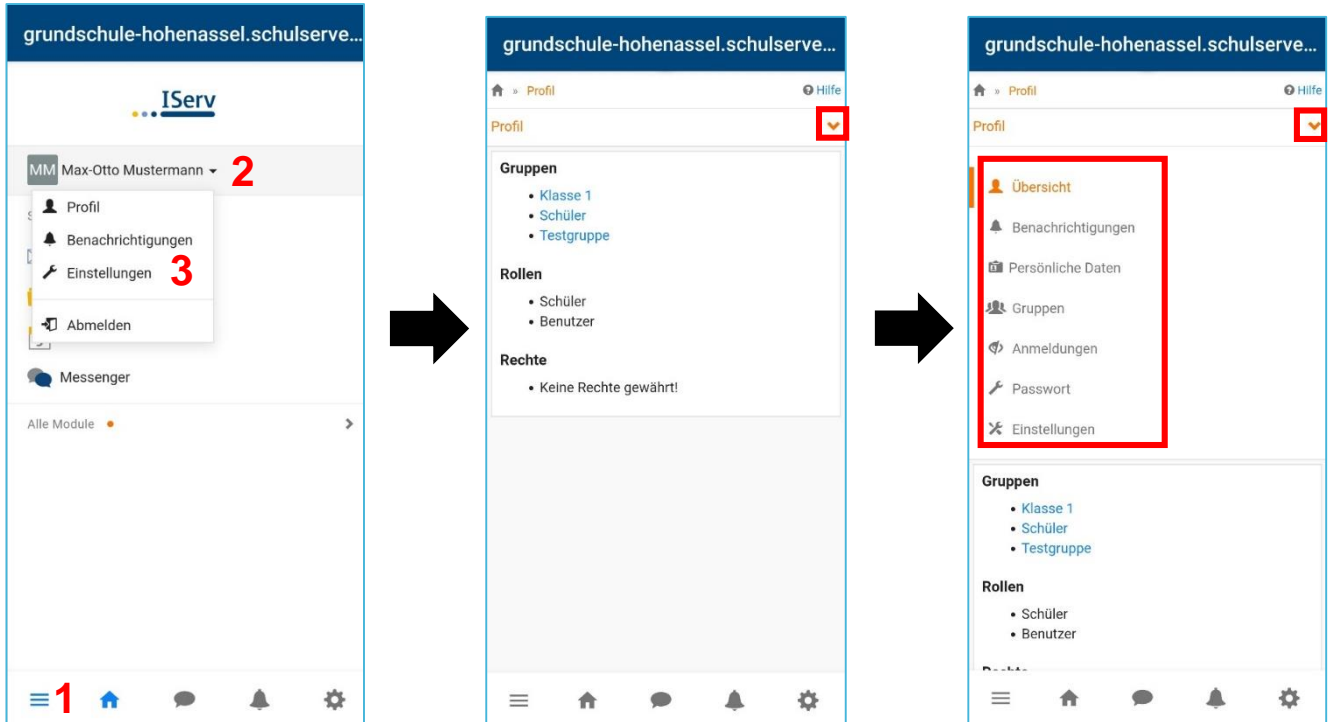 grundschule-hohenassel.schulserve...
IServ
MM Max-Otto Mustermann 2
Profil
Benachrichtigungen
Einstellungen 3
Abmelden
Messenger
Alle Module
1
grundschule-hohenassel.schulserve...
» Profil Hilfe
Profil
Gruppen
• Klasse 1
• Schüler
• Testgruppe
Rollen
• Schüler
• Benutzer
Rechte
• Keine Rechte gewährt!
grundschule-hohenassel.schulserve...
» Profil Hilfe
Profil
Übersicht
Benachrichtigungen
Persönliche Daten
Gruppen
Anmeldungen
Passwort
Einstellungen
Gruppen
• Klasse 1
• Schüler
• Testgruppe
Rollen
• Schüler
• Benutzer